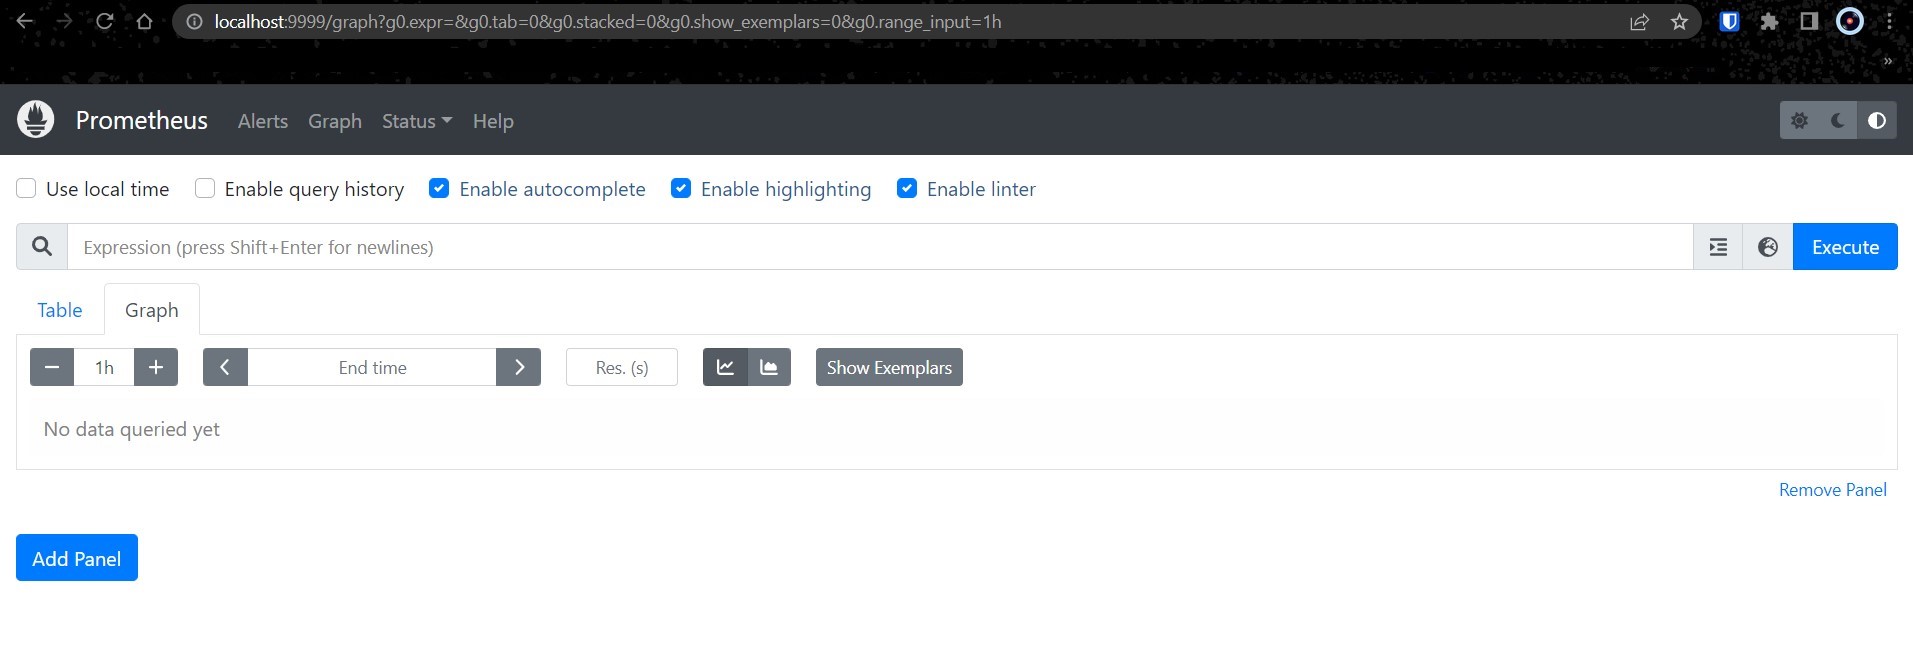 localhost:9999/graph?g0.expr=&g0.tab=0&g0.stacked=0&g0.show_exemplars=0&g0.range_input=1h
»
Prometheus Alerts Graph Status Help
Use local time Enable query history Enable autocomplete Enable highlighting Enable linter
Expression (press Shift+Enter for newlines) Execute
Table Graph
− 1h + End time Res. (s) Show Exemplars
No data queried yet
Remove Panel
Add Panel